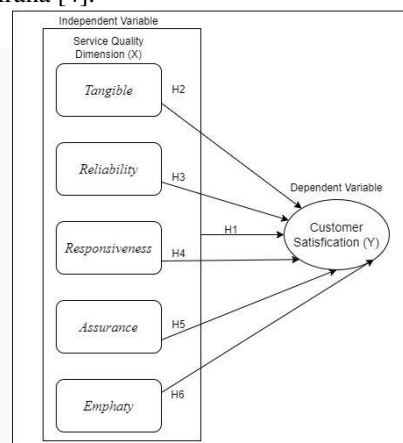 [4].
Independent Variable
Service Quality
Dimension (X)
Tangible
H2
Reliability
H3
Dependent Variable
Customer
Satisfication (Y)
H1
Responsiveness
H4
Assurance
H5
Emphaty
H6